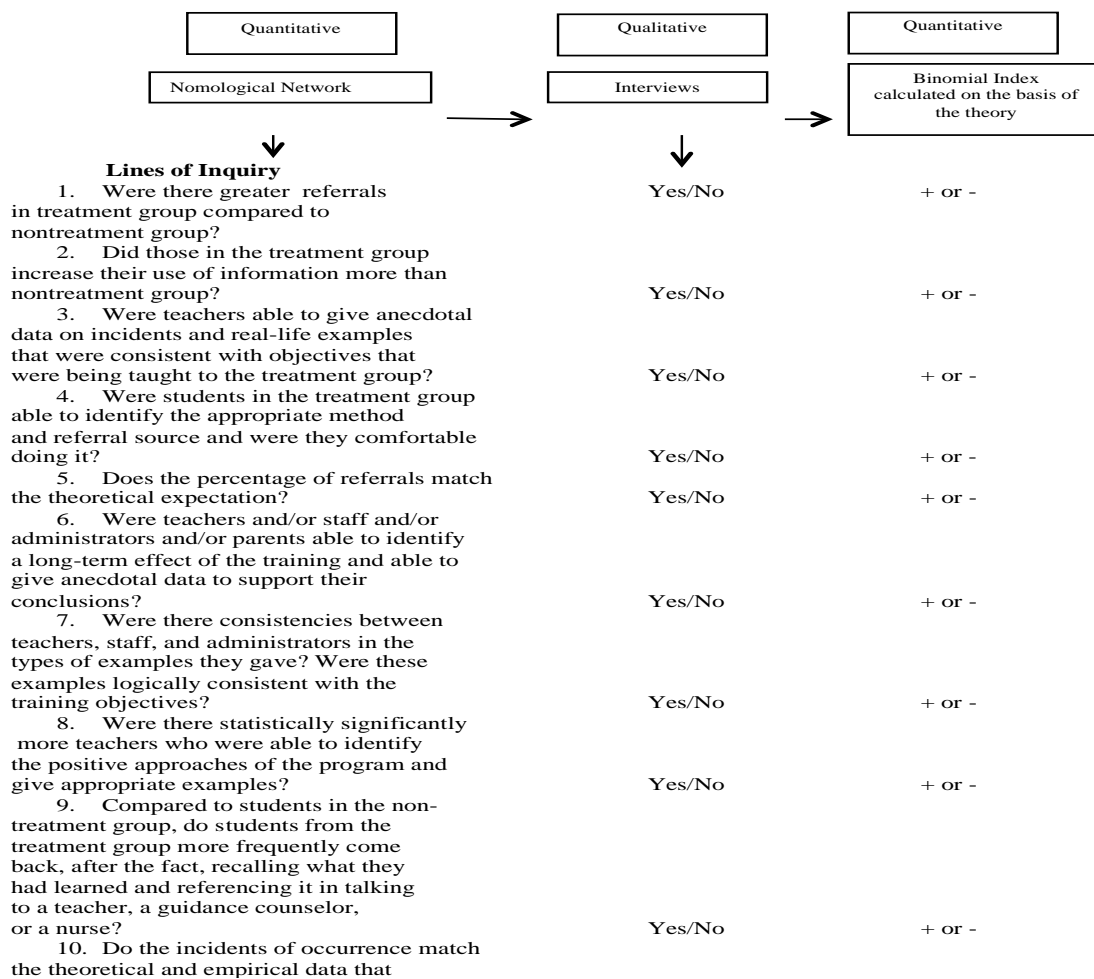 Quantitative Qualitative Quantitative
Nomological Network Interviews Binomial Index
calculated on the basis of
the theory
Lines of Inquiry
1. Were there greater referrals Yes/No + or -
in treatment group compared to
nontreatment group?
2. Did those in the treatment group
increase their use of information more than
nontreatment group? Yes/No + or -
3. Were teachers able to give anecdotal
data on incidents and real-life examples
that were consistent with objectives that
were being taught to the treatment group? Yes/No + or -
4. Were students in the treatment group
able to identify the appropriate method
and referral source and were they comfortable
doing it? Yes/No + or -
5. Does the percentage of referrals match
the theoretical expectation? Yes/No + or -
6. Were teachers and/or staff and/or
administrators and/or parents able to identify
a long-term effect of the training and able to
give anecdotal data to support their
conclusions? Yes/No + or -
7. Were there consistencies between
teachers, staff, and administrators in the
types of examples they gave? Were these
examples logically consistent with the
training objectives? Yes/No + or -
8. Were there statistically significantly
more teachers who were able to identify
the positive approaches of the program and
give appropriate examples? Yes/No + or -
9. Compared to students in the non-
treatment group, do students from the
treatment group more frequently come
back, after the fact, recalling what they
had learned and referencing it in talking
to a teacher, a guidance counselor,
or a nurse? Yes/No + or -
10. Do the incidents of occurrence match
the theoretical and empirical data that